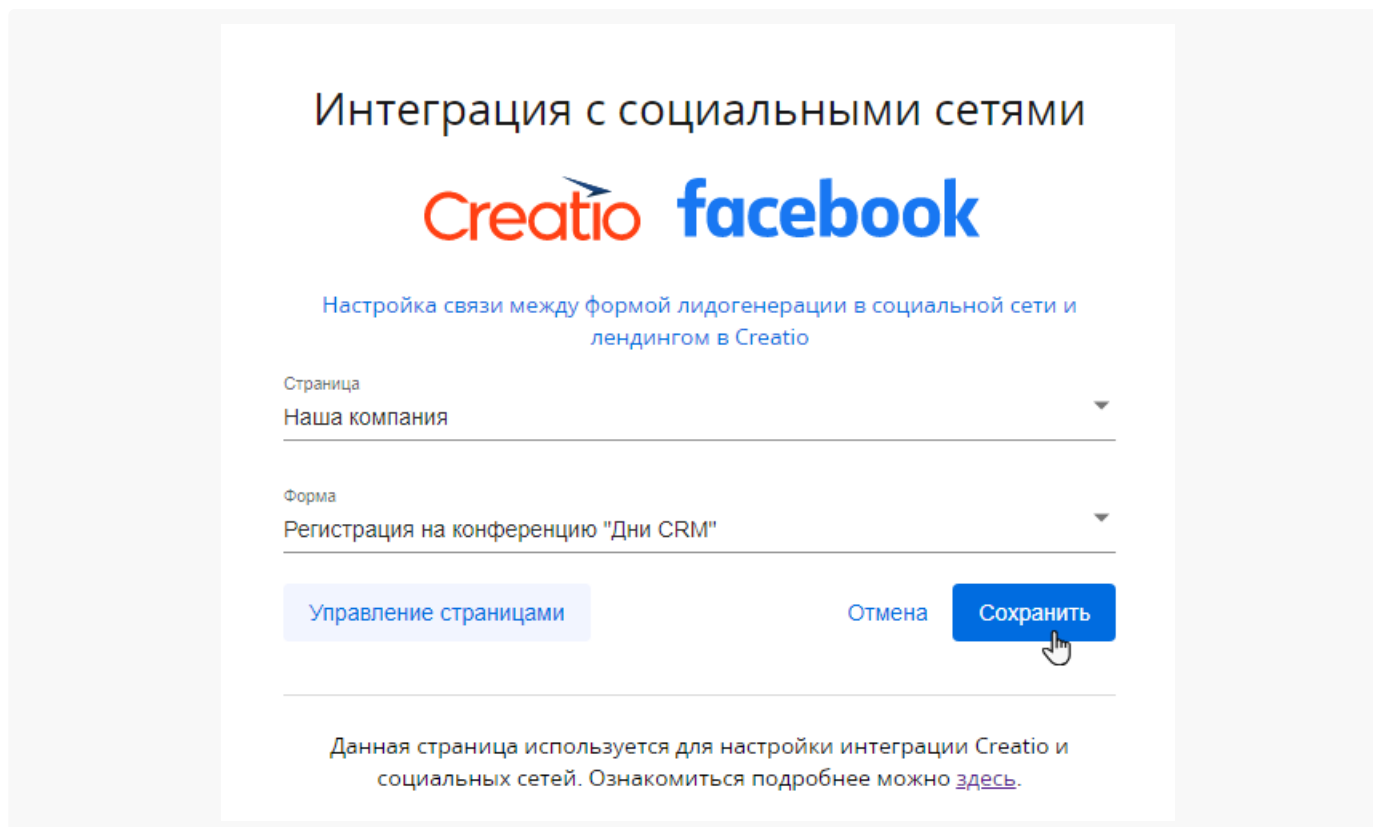 Интеграция с социальными сетями
Creatio facebook
Настройка связи между формой лидогенерации в социальной сети и
лендингом в Creatio
Страница
Наша компания
Форма
Регистрация на конференцию "Дни CRM"
Управление страницами Отмена Сохранить
Данная страница используется для настройки интеграции Creatio и
социальных сетей. Ознакомиться подробнее можно здесь.